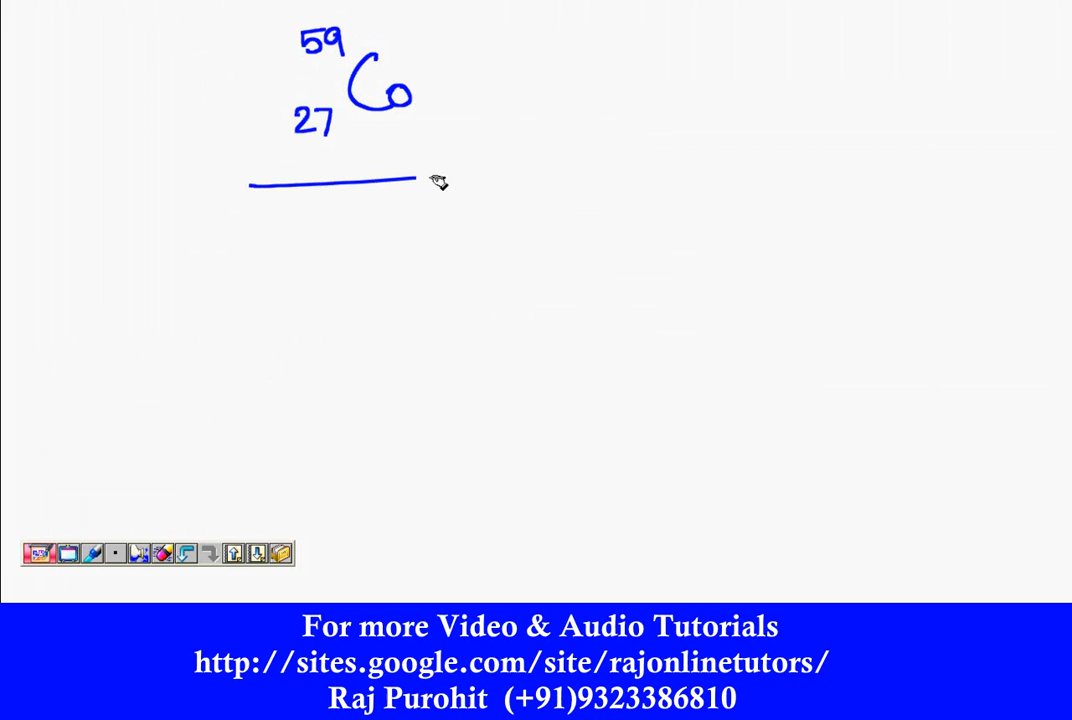 59
Co
27
For more Video & Audio Tutorials
http://sites.google.com/site/rajonlinetutors/
Raj Purohit (+91)9323386810